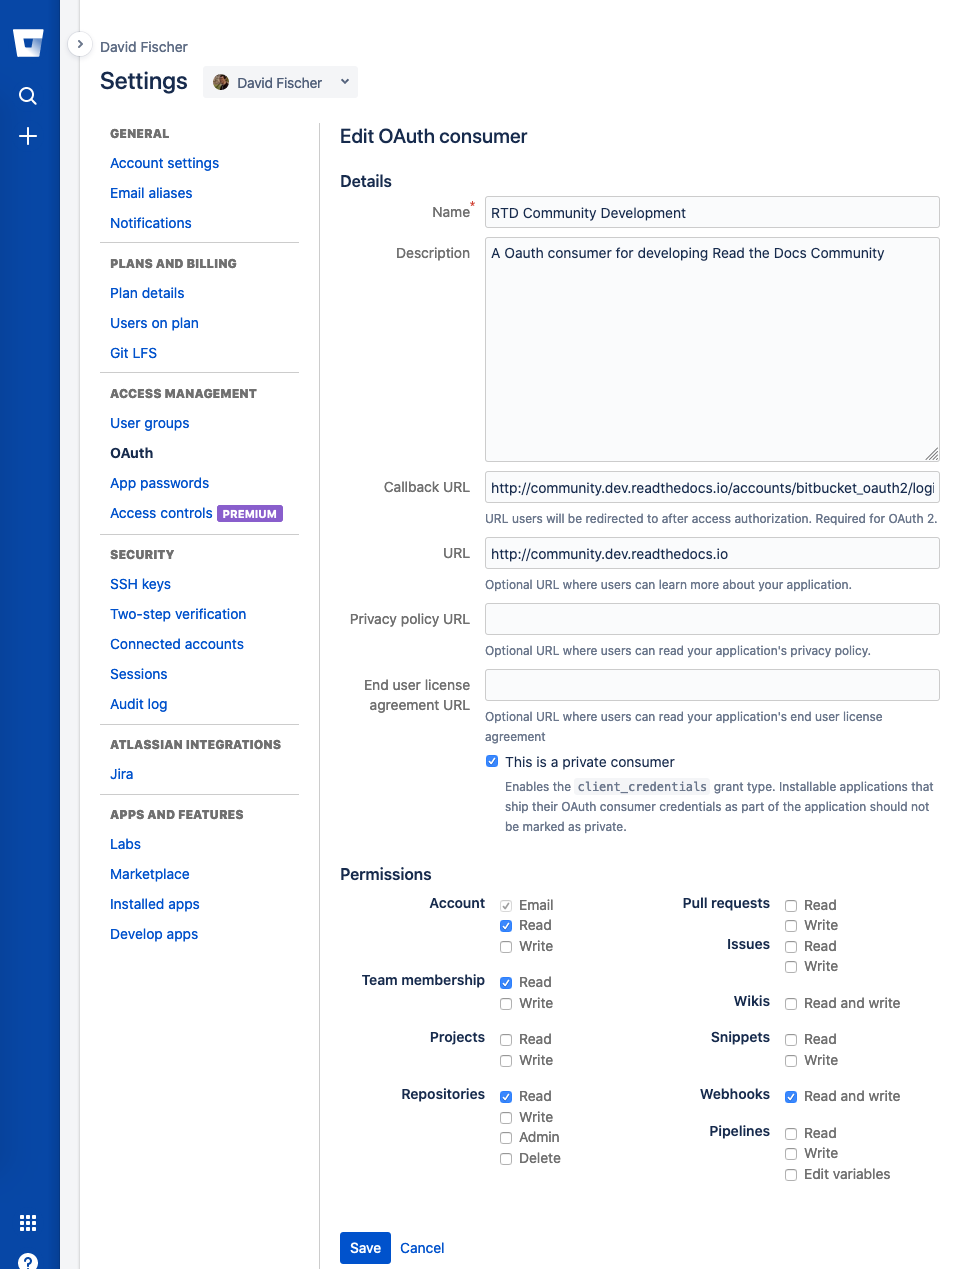 David Fischer
Settings
David Fischer
GENERAL
Account settings
Email aliases
Notifications
PLANS AND BILLING
Plan details
Users on plan
Git LFS
ACCESS MANAGEMENT
User groups
OAuth
App passwords
Access controls PREMIUM
SECURITY
SSH keys
Two-step verification
Connected accounts
Sessions
Audit log
ATLASSIAN INTEGRATIONS
Jira
APPS AND FEATURES
Labs
Marketplace
Installed apps
Develop apps
Edit OAuth consumer
Details
Name* RTD Community Development
Description A Oauth consumer for developing Read the Docs Community
Callback URL http://community.dev.readthedocs.io/accounts/bitbucket_oauth2/logi
URL users will be redirected to after access authorization. Required for OAuth 2.
URL http://community.dev.readthedocs.io
Optional URL where users can learn more about your application.
Privacy policy URL
Optional URL where users can read your application's privacy policy.
End user license
agreement URL
Optional URL where users can read your application's end user license
agreement
This is a private consumer
Enables the client_credentials grant type. Installable applications that
ship their OAuth consumer credentials as part of the application should not
be marked as private.
Permissions
Account Email
Read
Write
Team membership Read
Write
Projects Read
Write
Repositories Read
Write
Admin
Delete
Pull requests Read
Write
Issues Read
Write
Wikis Read and write
Snippets Read
Write
Webhooks Read and write
Pipelines Read
Write
Edit variables
Save Cancel